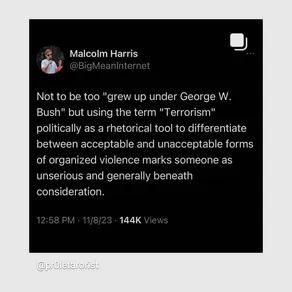 Malcolm Harris
@BigMeanInternet
Not to be too "grew up under George W.
Bush" but using the term "Terrorism"
politically as a rhetorical tool to differentiate
between acceptable and unacceptable forms
of organized violence marks someone as
unserious and generally beneath
consideration.
12:58 PM · 11/8/23 · 144K Views
@pr0letarorist